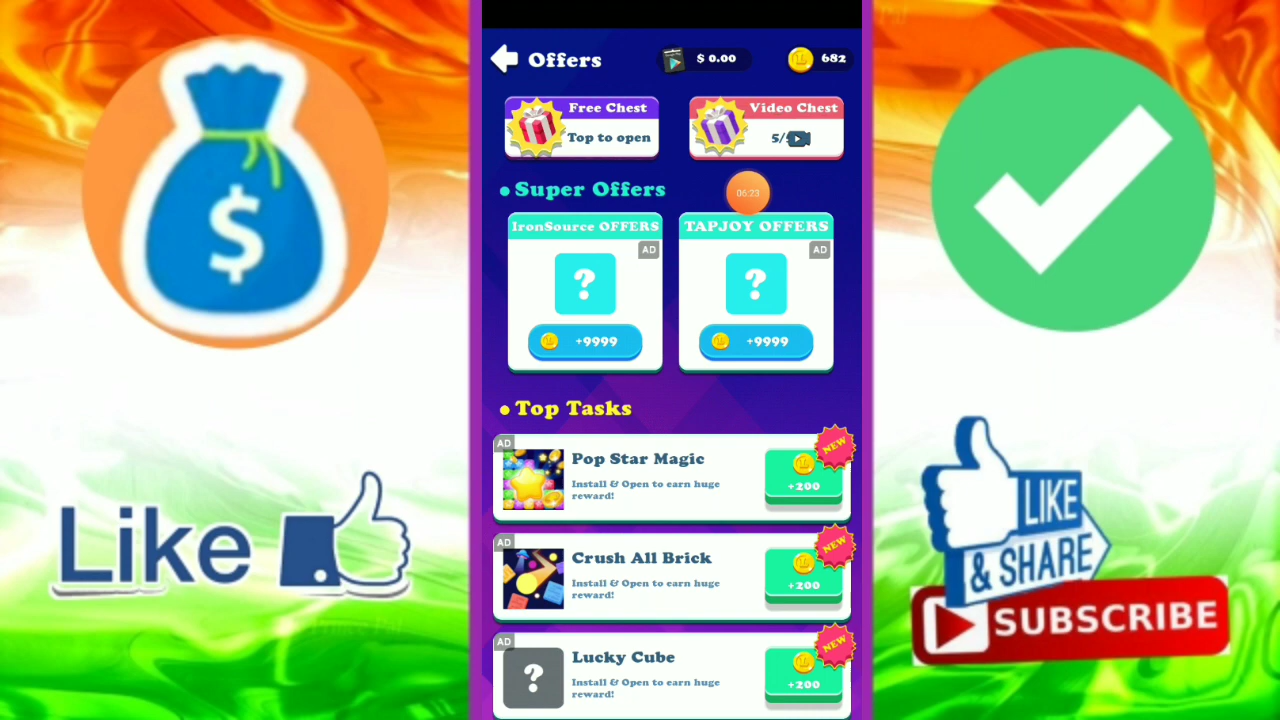 Offers
$ 0.00
682
Free Chest
Top to open
Video Chest
5/
Super Offers
06:23
IronSource OFFERS
AD
?
+9999
TAPJOY OFFERS
AD
?
+9999
Top Tasks
AD
Pop Star Magic
Install & Open to earn huge
reward!
NEW
+200
AD
Crush All Brick
Install & Open to earn huge
reward!
NEW
+200
AD
?
Lucky Cube
Install & Open to earn huge
reward!
NEW
+200
$
Like
LIKE
& SHARE
SUBSCRIBE